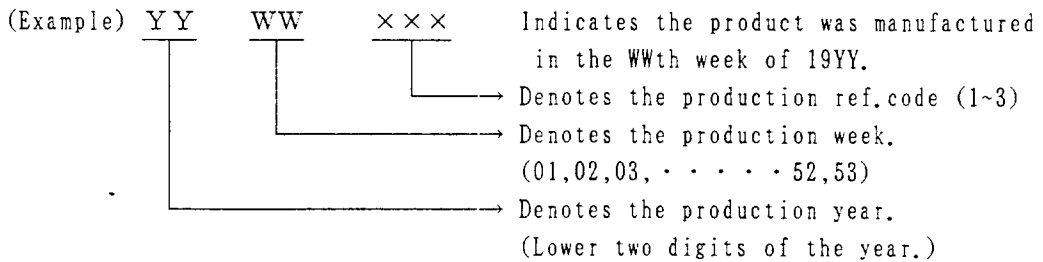 (Example) YY WW ××× Indicates the product was manufactured
in the WWth week of 19YY.
Denotes the production ref.code (1~3)
Denotes the production week.
(01,02,03, · · · · · 52,53)
Denotes the production year.
(Lower two digits of the year.)